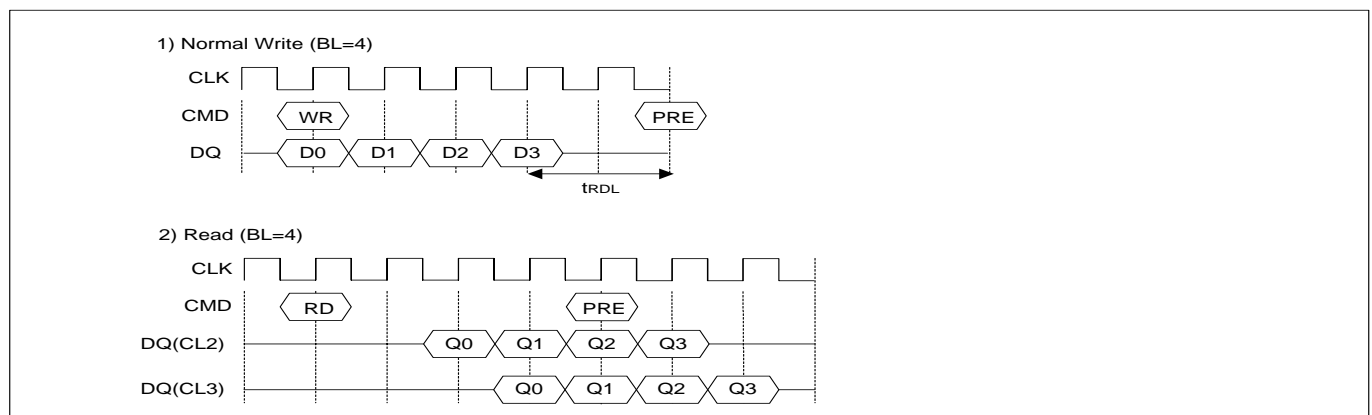 1) Normal Write (BL=4)
CLK
CMD WR PRE
DQ D0 D1 D2 D3
tRDL
2) Read (BL=4)
CLK
CMD RD PRE
DQ(CL2) Q0 Q1 Q2 Q3
DQ(CL3) Q0 Q1 Q2 Q3